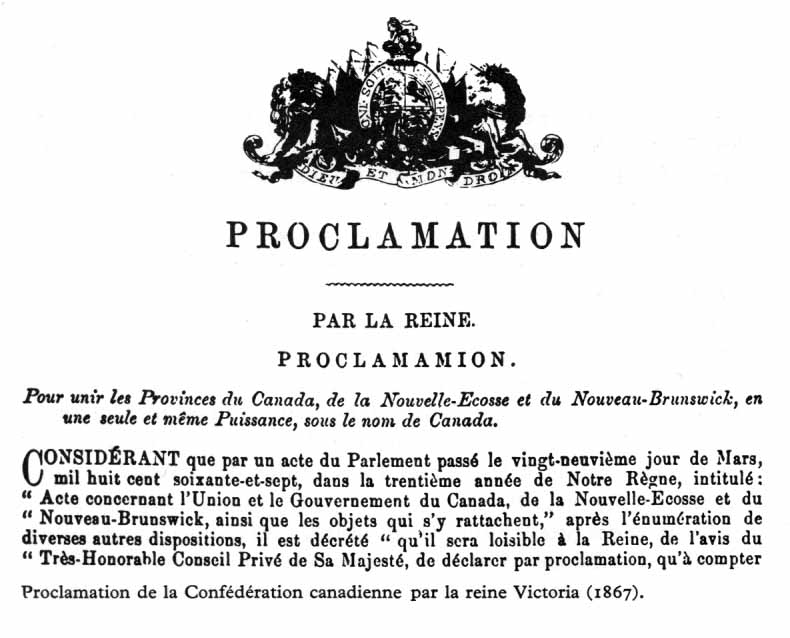 DIEU ET MON DROIT
PROCLAMATION
PAR LA REINE.
PROCLAMAMION.
Pour unir les Provinces du Canada, de la Nouvelle-Ecosse et du Nouveau-Brunswick, en
une seule et même Puissance, sous le nom de Canada.
CONSIDÉRANT que par un acte du Parlement passé le vingt-neuvième jour de Mars,
mil huit cent soixante-et-sept, dans la trentième année de Notre Règne, intitulé:
“ Acte concernant l'Union et le Gouvernement du Canada, de la Nouvelle-Ecosse et du
“ Nouveau-Brunswick, ainsi que les objets qui s'y rattachent,” après l'énumération de
diverses autres dispositions, il est décrété “ qu'il sera loisible à la Reine, de l'avis du
“ Très-Honorable Conseil Privé de Sa Majesté, de déclarer par proclamation, qu'à compter
Proclamation de la Confédération canadienne par la reine Victoria (1867).